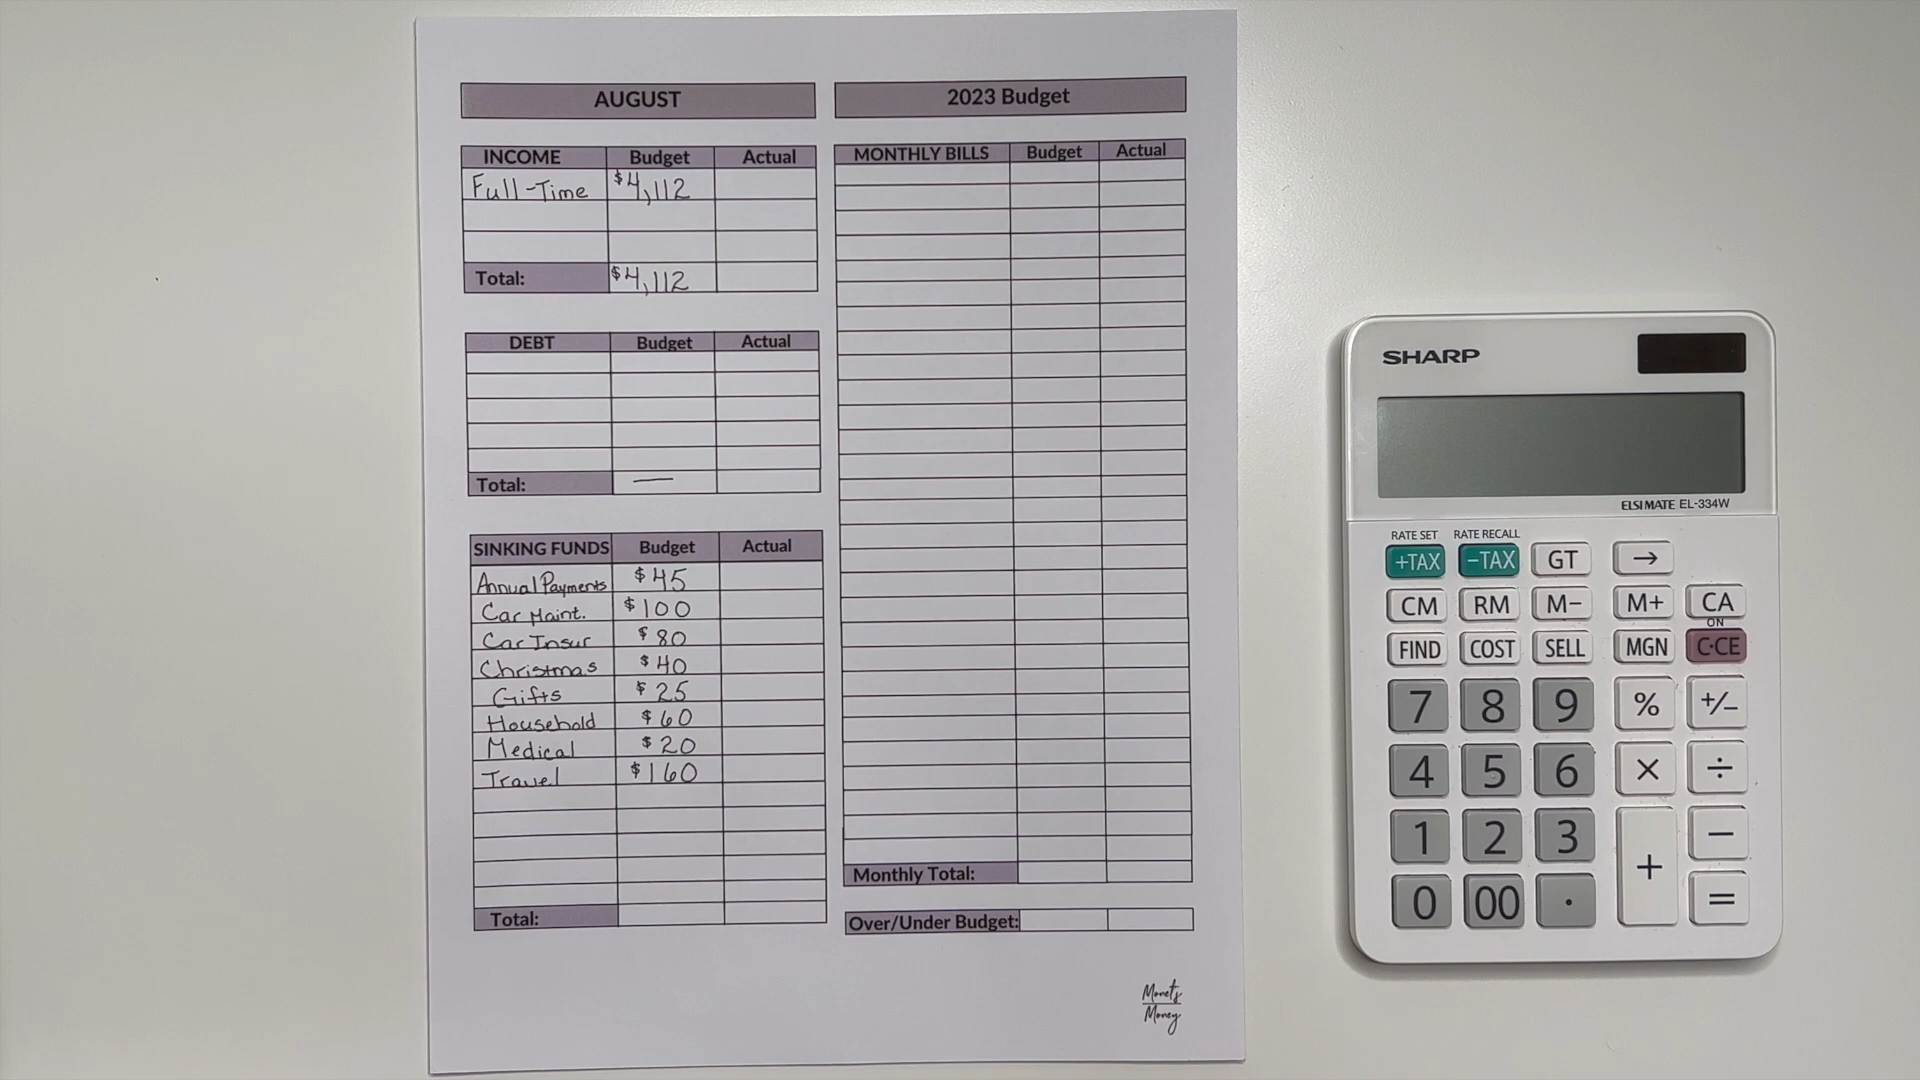 AUGUST
INCOME Budget Actual
Full-Time $4,112
Total: $4,112
DEBT Budget Actual
Total: —
SINKING FUNDS Budget Actual
Annual Payments $45
Car Maint. $100
Car Insur $80
Christmas $40
Gifts $25
Household $60
Medical $20
Travel $160
Total:
2023 Budget
MONTHLY BILLS Budget Actual
Monthly Total:
Over/Under Budget:
Monet's
Money
SHARP
ELSIMATE EL-334W
RATE SET RATE RECALL
+TAX -TAX GT →
CM RM M− M+ CA
ON
FIND COST SELL MGN C·CE
7 8 9 % +/−
4 5 6 × ÷
1 2 3 + −
0 00 · =